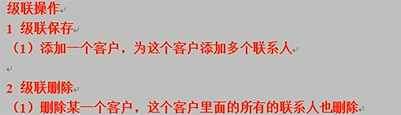 级联操作
1 级联保存
（1）添加一个客户，为这个客户添加多个联系人
2 级联删除
（1）删除某一个客户，这个客户里面的所有的联系人也删除